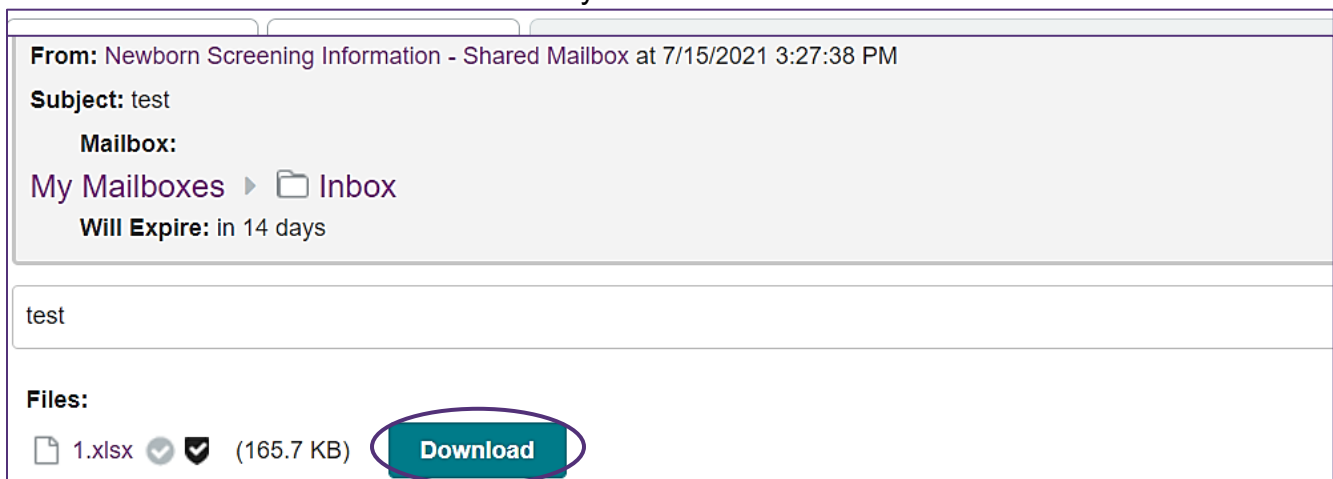 From: Newborn Screening Information - Shared Mailbox at 7/15/2021 3:27:38 PM
Subject: test
Mailbox:
My Mailboxes Inbox
Will Expire: in 14 days
test
Files:
1.xlsx (165.7 KB) Download